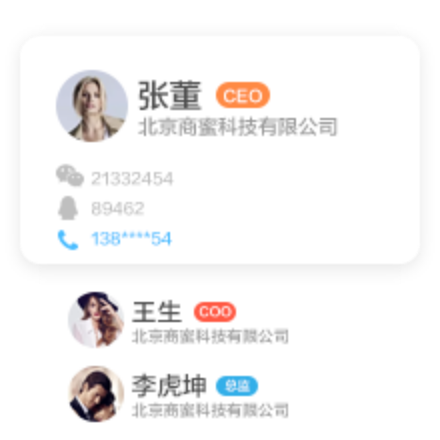 张董 CEO
北京商蜜科技有限公司
21332454
89462
138****54
王生 COO
北京商蜜科技有限公司
李虎坤 总监
北京商蜜科技有限公司